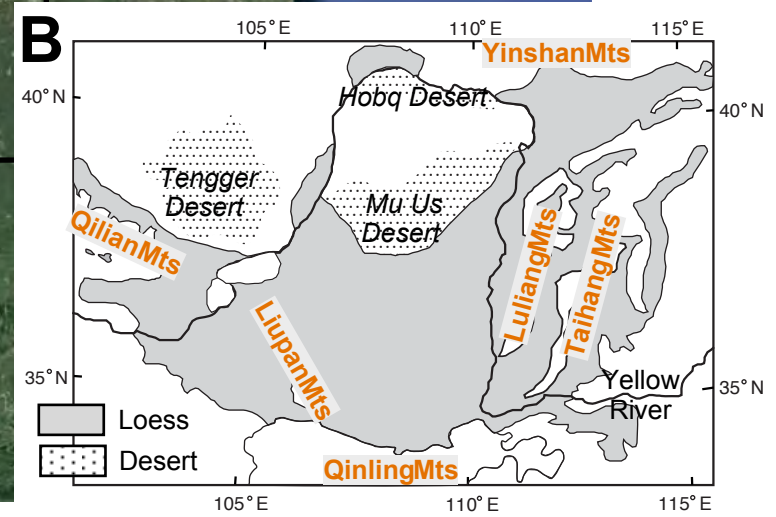 B
105°E
110°E
115°E
YinshanMts
40°N
40°N
Hobq Desert
Tengger
Desert
Mu Us
Desert
QilianMts
LuliangMts
TaihangMts
LiupanMts
35°N
35°N
Yellow
River
Loess
Desert
QinlingMts
105°E
110°E
115°E